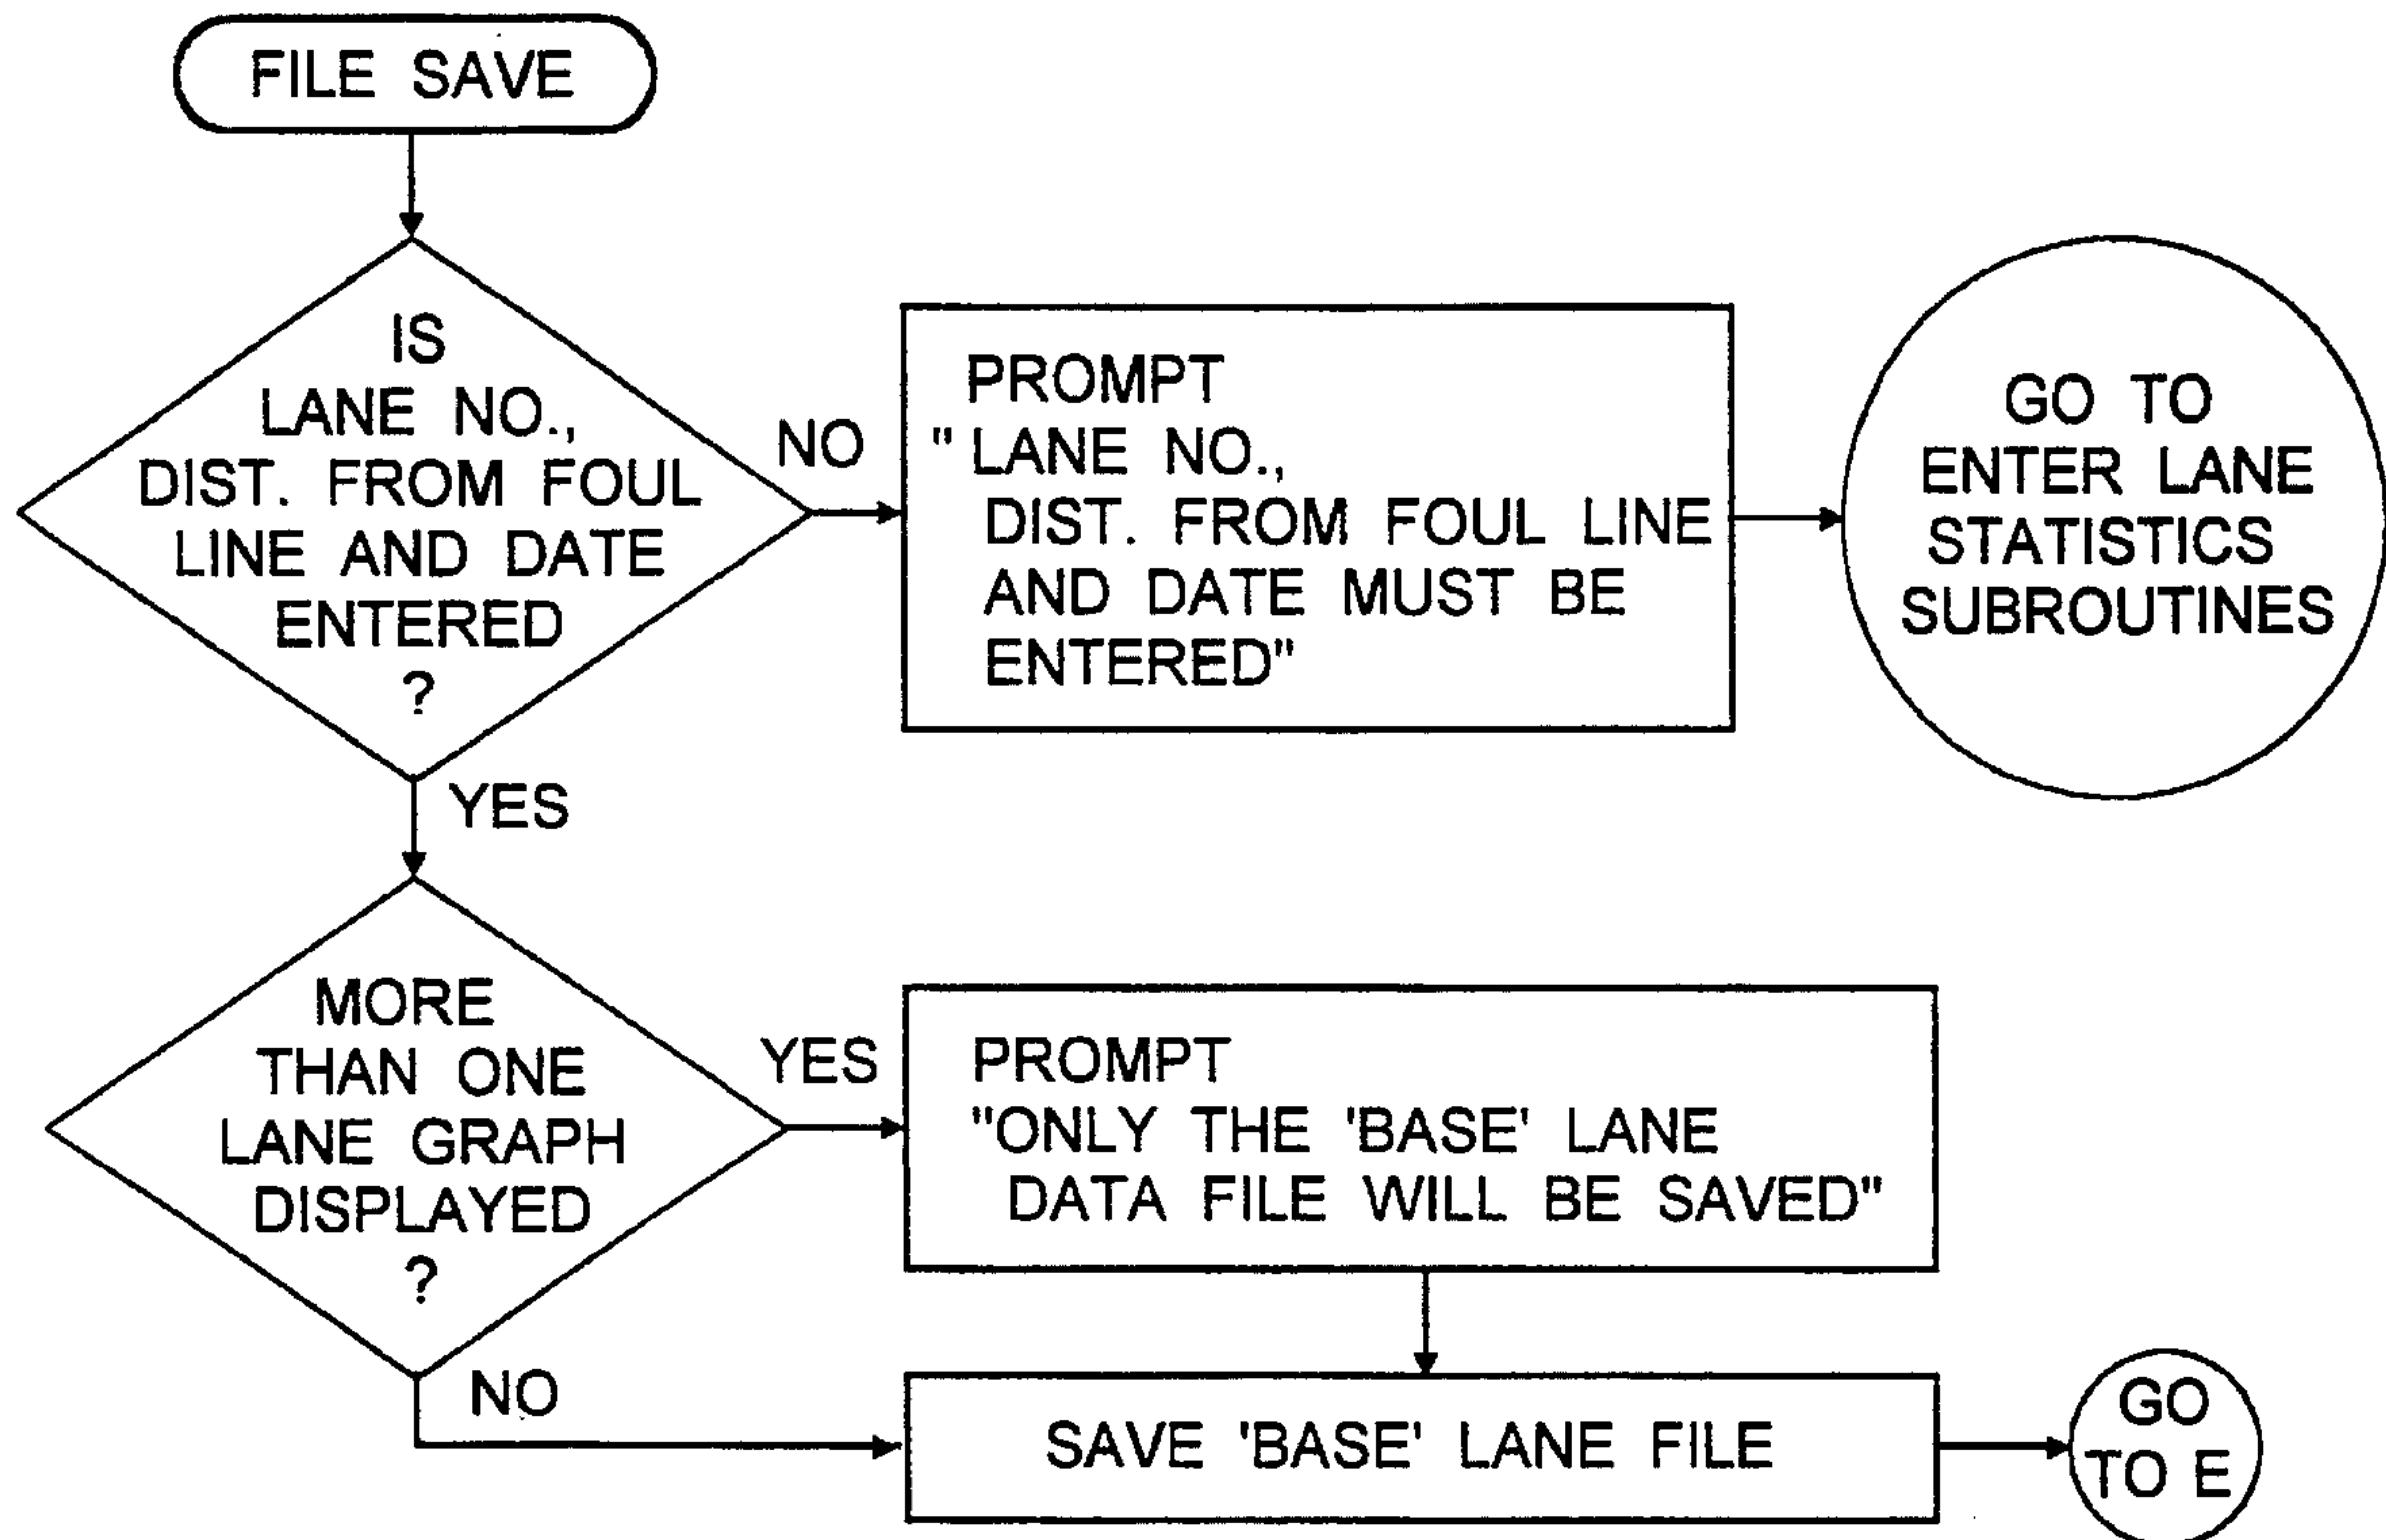 FILE SAVE
IS
LANE NO.,
DIST. FROM FOUL
LINE AND DATE
ENTERED
?
NO
PROMPT
" LANE NO.,
DIST. FROM FOUL LINE
AND DATE MUST BE
ENTERED"
GO TO
ENTER LANE
STATISTICS
SUBROUTINES
YES
MORE
THAN ONE
LANE GRAPH
DISPLAYED
?
YES
PROMPT
"ONLY THE 'BASE' LANE
DATA FILE WILL BE SAVED"
NO
SAVE 'BASE' LANE FILE
GO
TO E